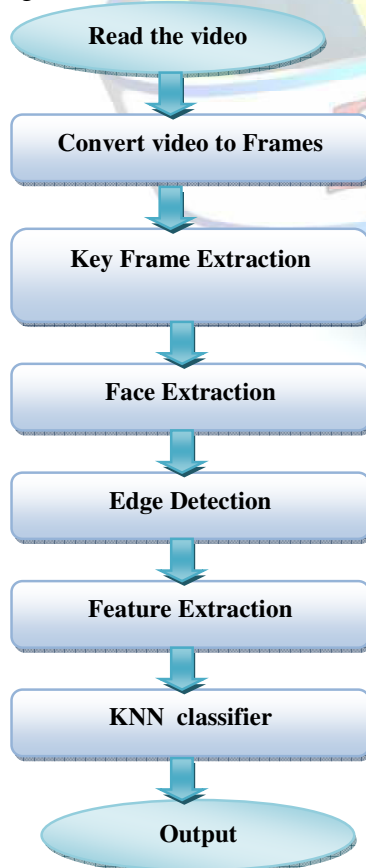 Read the video
Convert video to Frames
Key Frame Extraction
Face Extraction
Edge Detection
Feature Extraction
KNN classifier
Output